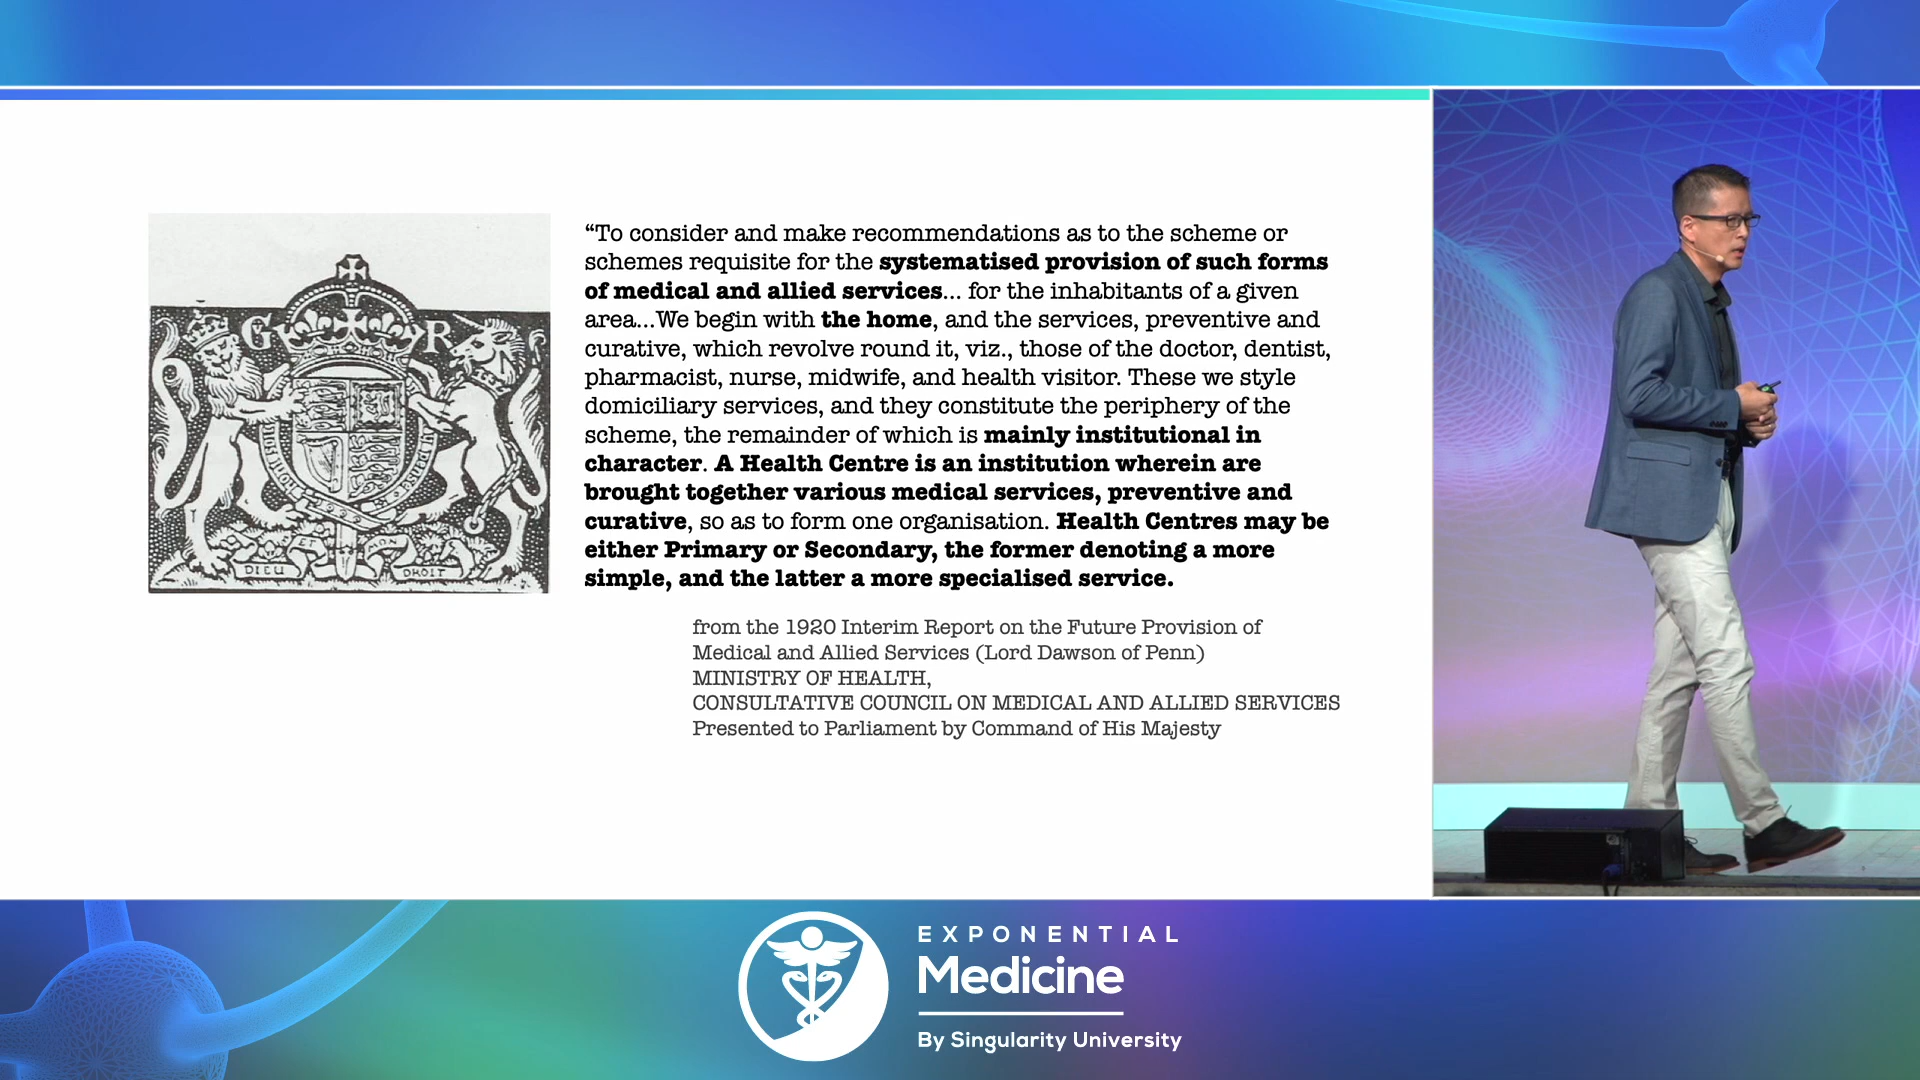 G R
DIEU ET MON DROIT
“To consider and make recommendations as to the scheme or
schemes requisite for the systematised provision of such forms
of medical and allied services... for the inhabitants of a given
area...We begin with the home, and the services, preventive and
curative, which revolve round it, viz., those of the doctor, dentist,
pharmacist, nurse, midwife, and health visitor. These we style
domiciliary services, and they constitute the periphery of the
scheme, the remainder of which is mainly institutional in
character. A Health Centre is an institution wherein are
brought together various medical services, preventive and
curative, so as to form one organisation. Health Centres may be
either Primary or Secondary, the former denoting a more
simple, and the latter a more specialised service.
from the 1920 Interim Report on the Future Provision of
Medical and Allied Services (Lord Dawson of Penn)
MINISTRY OF HEALTH,
CONSULTATIVE COUNCIL ON MEDICAL AND ALLIED SERVICES
Presented to Parliament by Command of His Majesty
EXPONENTIAL
Medicine
By Singularity University